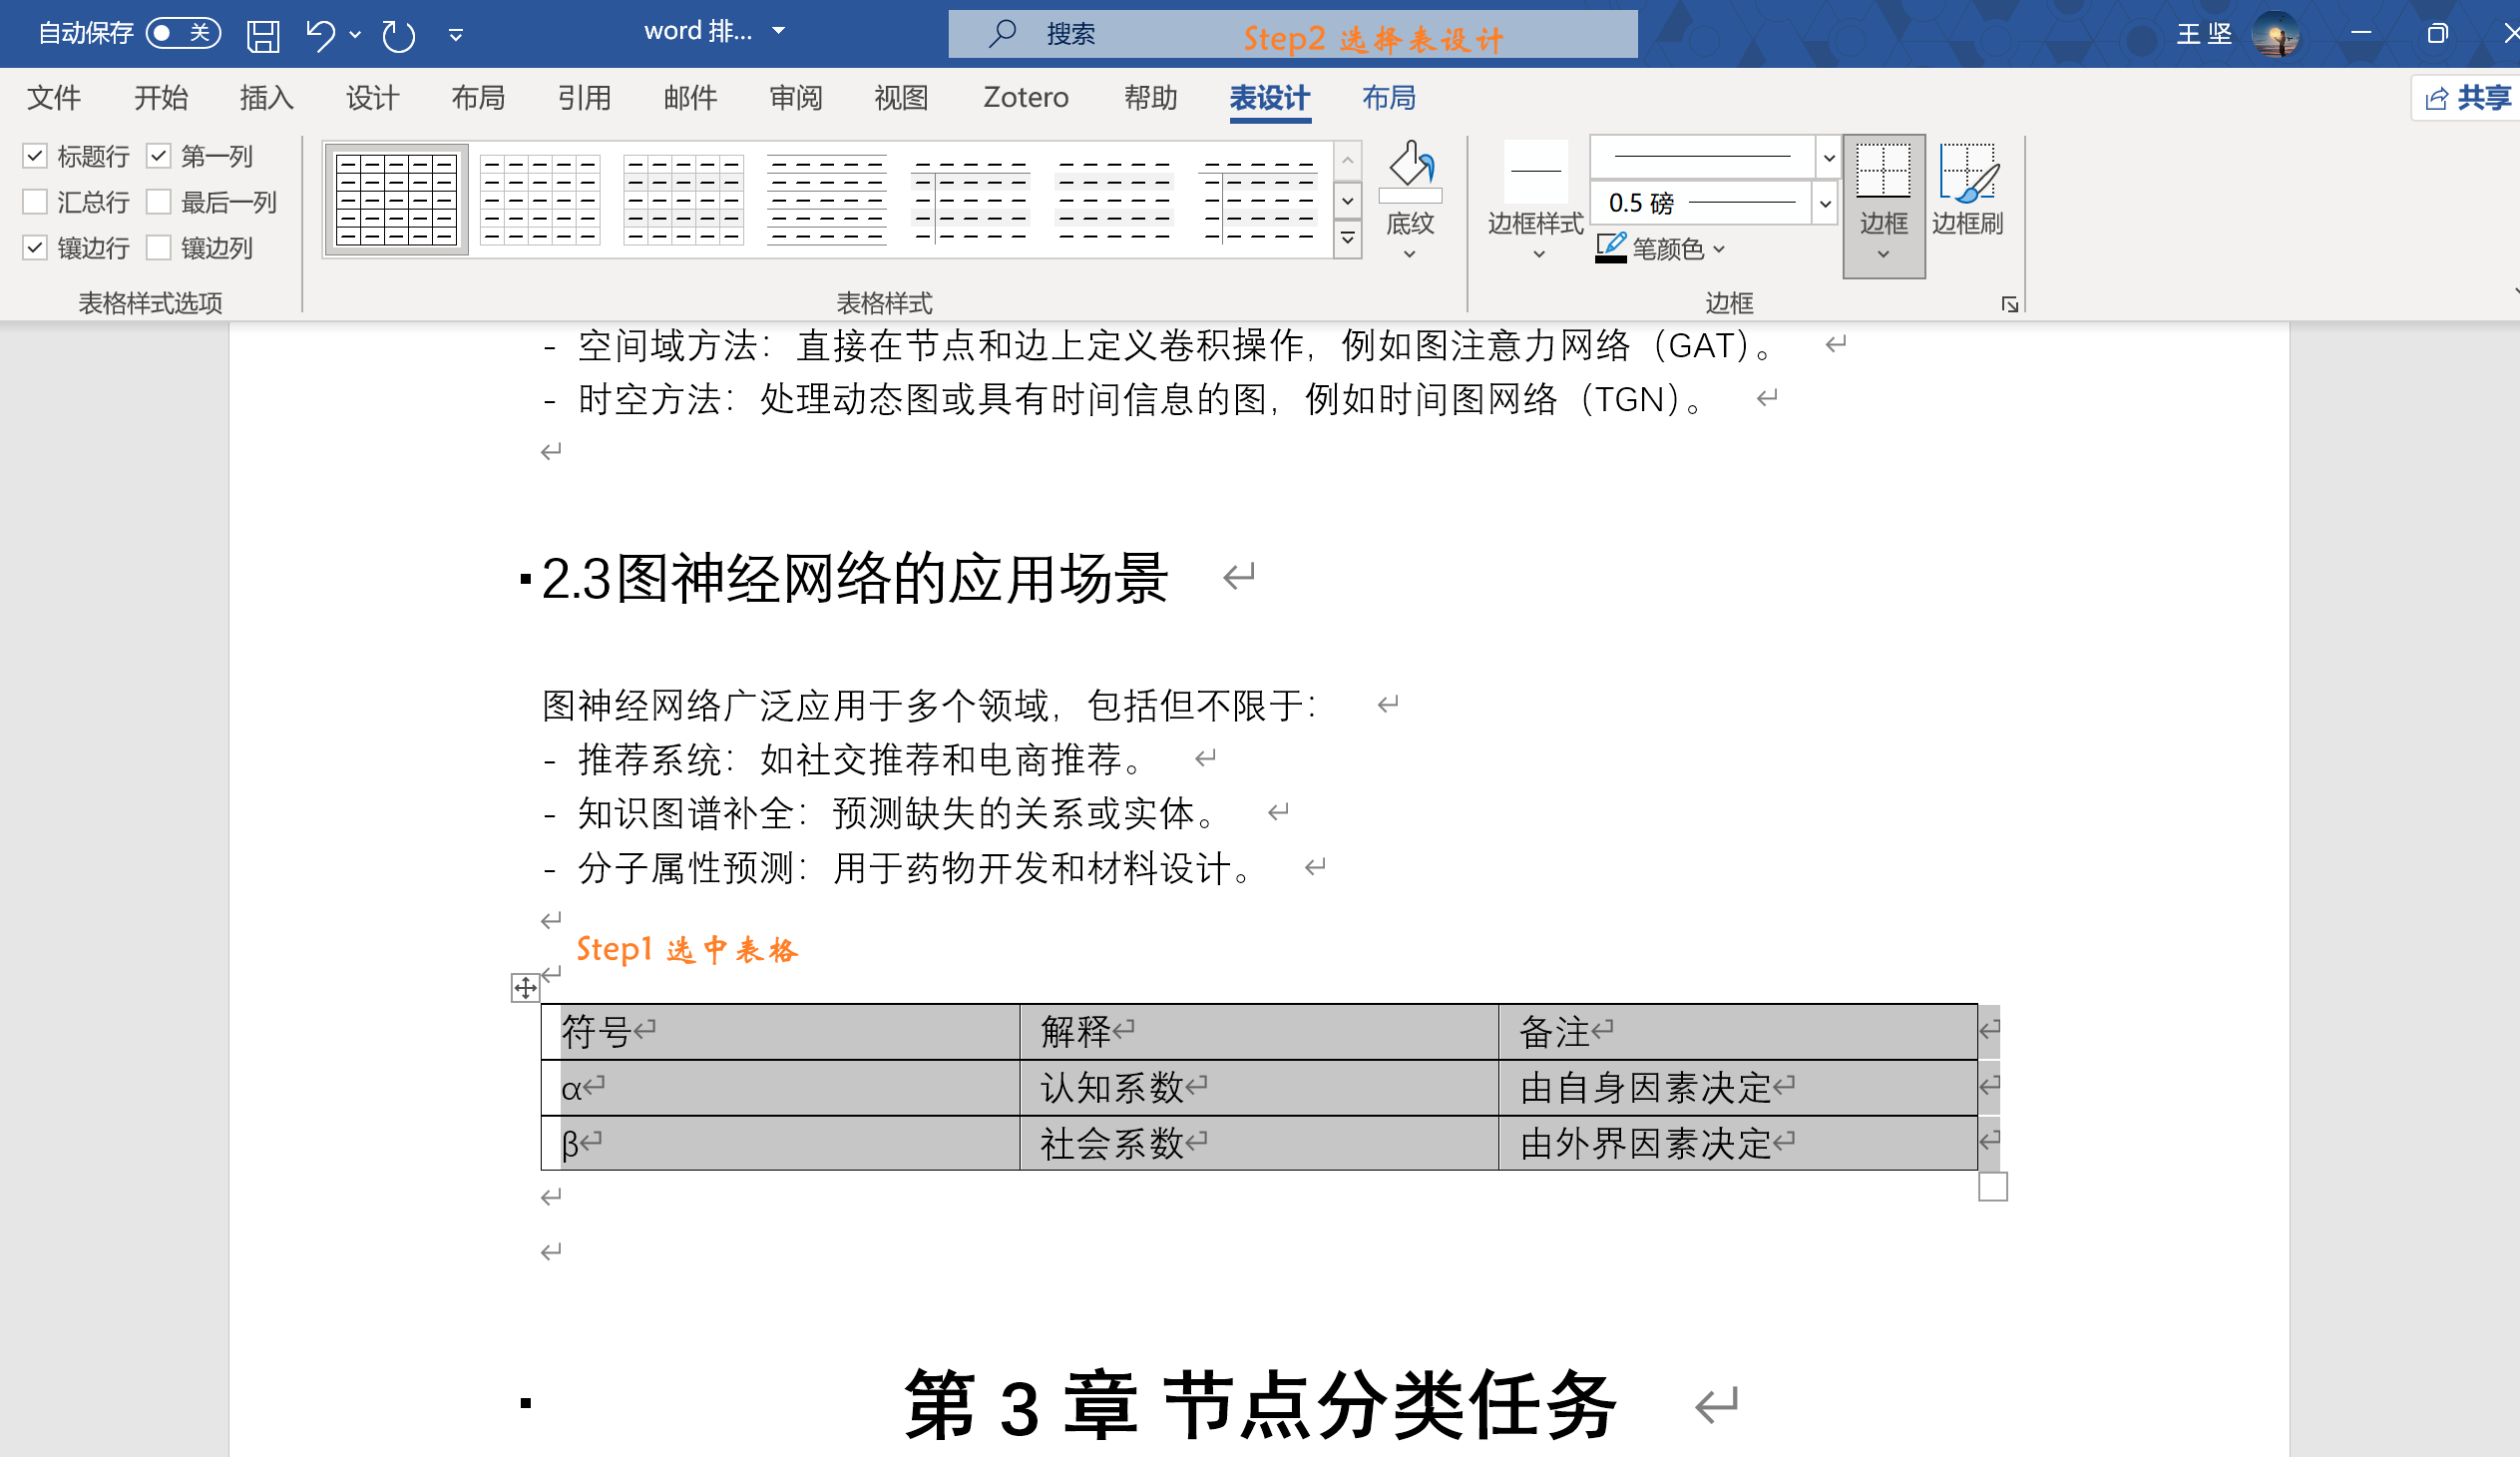 自动保存 关 word 排... 搜索 Step2 选择表设计 王 坚
文件 开始 插入 设计 布局 引用 邮件 审阅 视图 Zotero 帮助 表设计 布局 共享
标题行 第一列
汇总行 最后一列
镶边行 镶边列
表格样式选项
表格样式
底纹
边框样式
0.5 磅
笔颜色
边框
边框刷
边框
- 空间域方法：直接在节点和边上定义卷积操作，例如图注意力网络（GAT）。
- 时空方法：处理动态图或具有时间信息的图，例如时间图网络（TGN）。
2.3图神经网络的应用场景
图神经网络广泛应用于多个领域，包括但不限于：
- 推荐系统：如社交推荐和电商推荐。
- 知识图谱补全：预测缺失的关系或实体。
- 分子属性预测：用于药物开发和材料设计。
Step1 选中表格
符号 解释 备注
α 认知系数 由自身因素决定
β 社会系数 由外界因素决定
第 3 章 节点分类任务